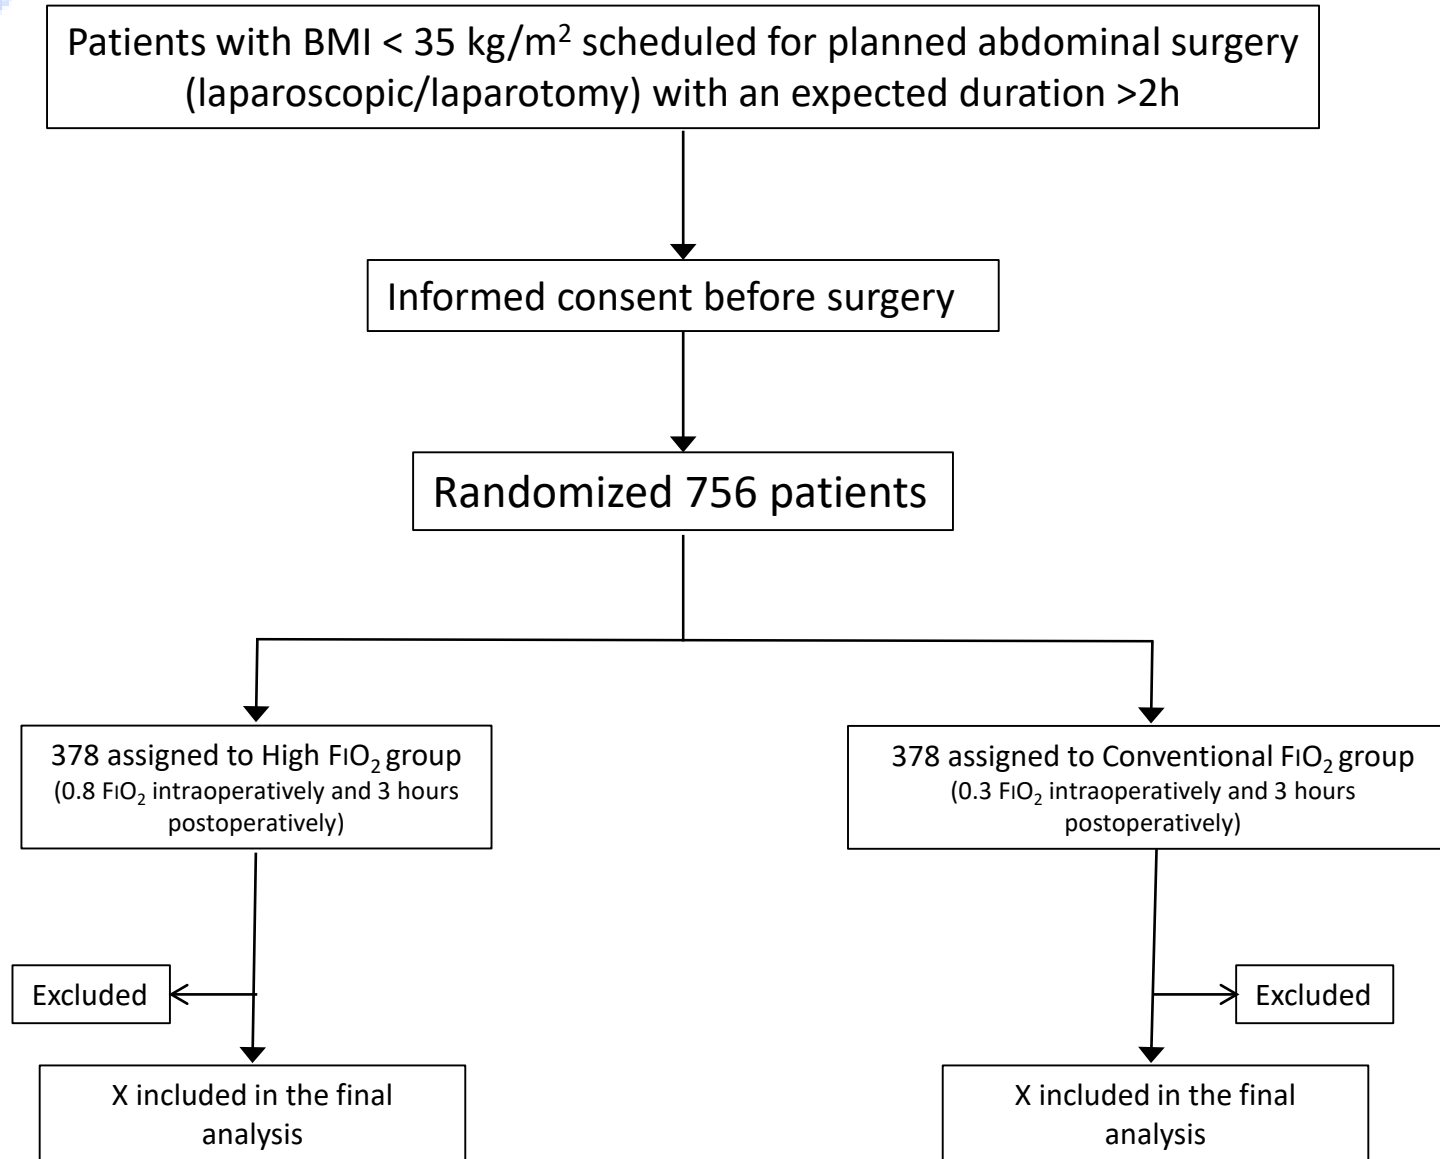 Patients with BMI < 35 kg/m² scheduled for planned abdominal surgery
(laparoscopic/laparotomy) with an expected duration >2h
Informed consent before surgery
Randomized 756 patients
378 assigned to High FIO₂ group
(0.8 FIO₂ intraoperatively and 3 hours
postoperatively)
378 assigned to Conventional FIO₂ group
(0.3 FIO₂ intraoperatively and 3 hours
postoperatively)
Excluded
Excluded
X included in the final
analysis
X included in the final
analysis